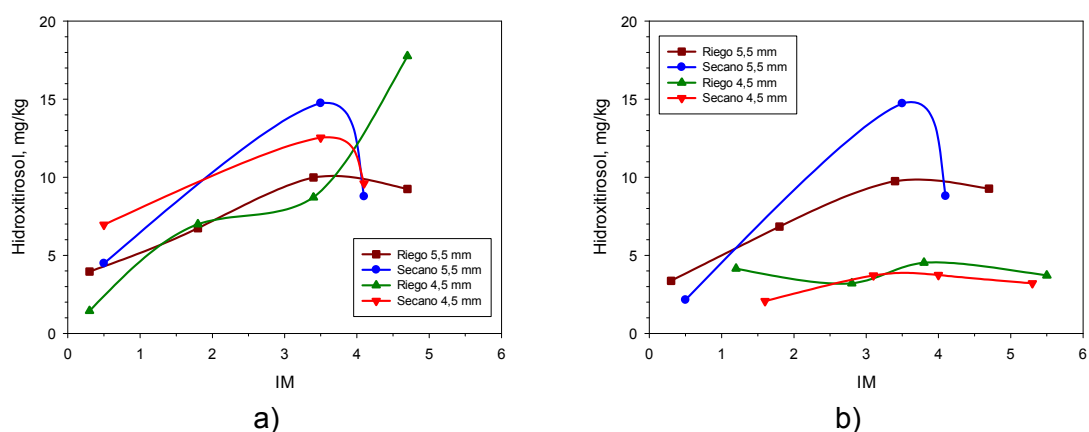 20
15
10
5
0
Hidroxitirosol, mg/kg
0 1 2 3 4 5 6
IM
Riego 5,5 mm
Secano 5,5 mm
Riego 4,5 mm
Secano 4,5 mm
a)
20
15
10
5
0
Hidroxitirosol, mg/kg
Riego 5,5 mm
Secano 5,5 mm
Riego 4,5 mm
Secano 4,5 mm
0 1 2 3 4 5 6
IM
b)